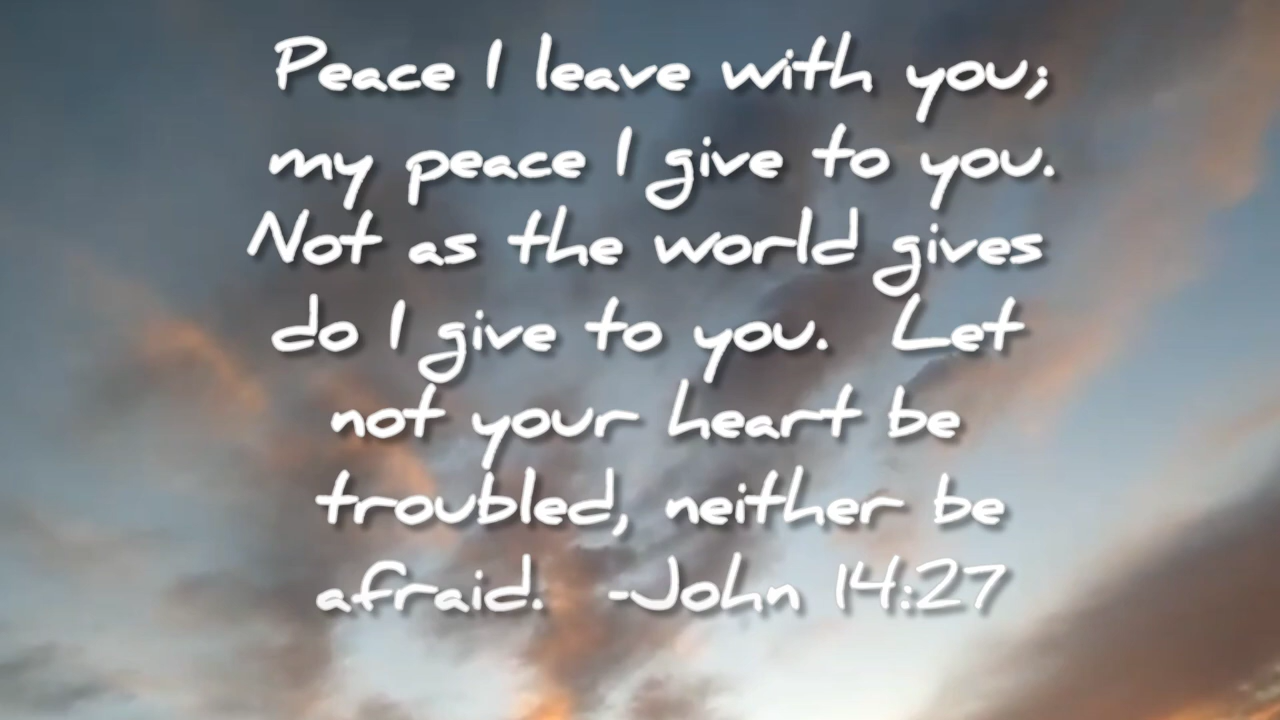 Peace I leave with you;
my peace I give to you.
Not as the world gives
do I give to you. Let
not your heart be
troubled, neither be
afraid. -John 14:27